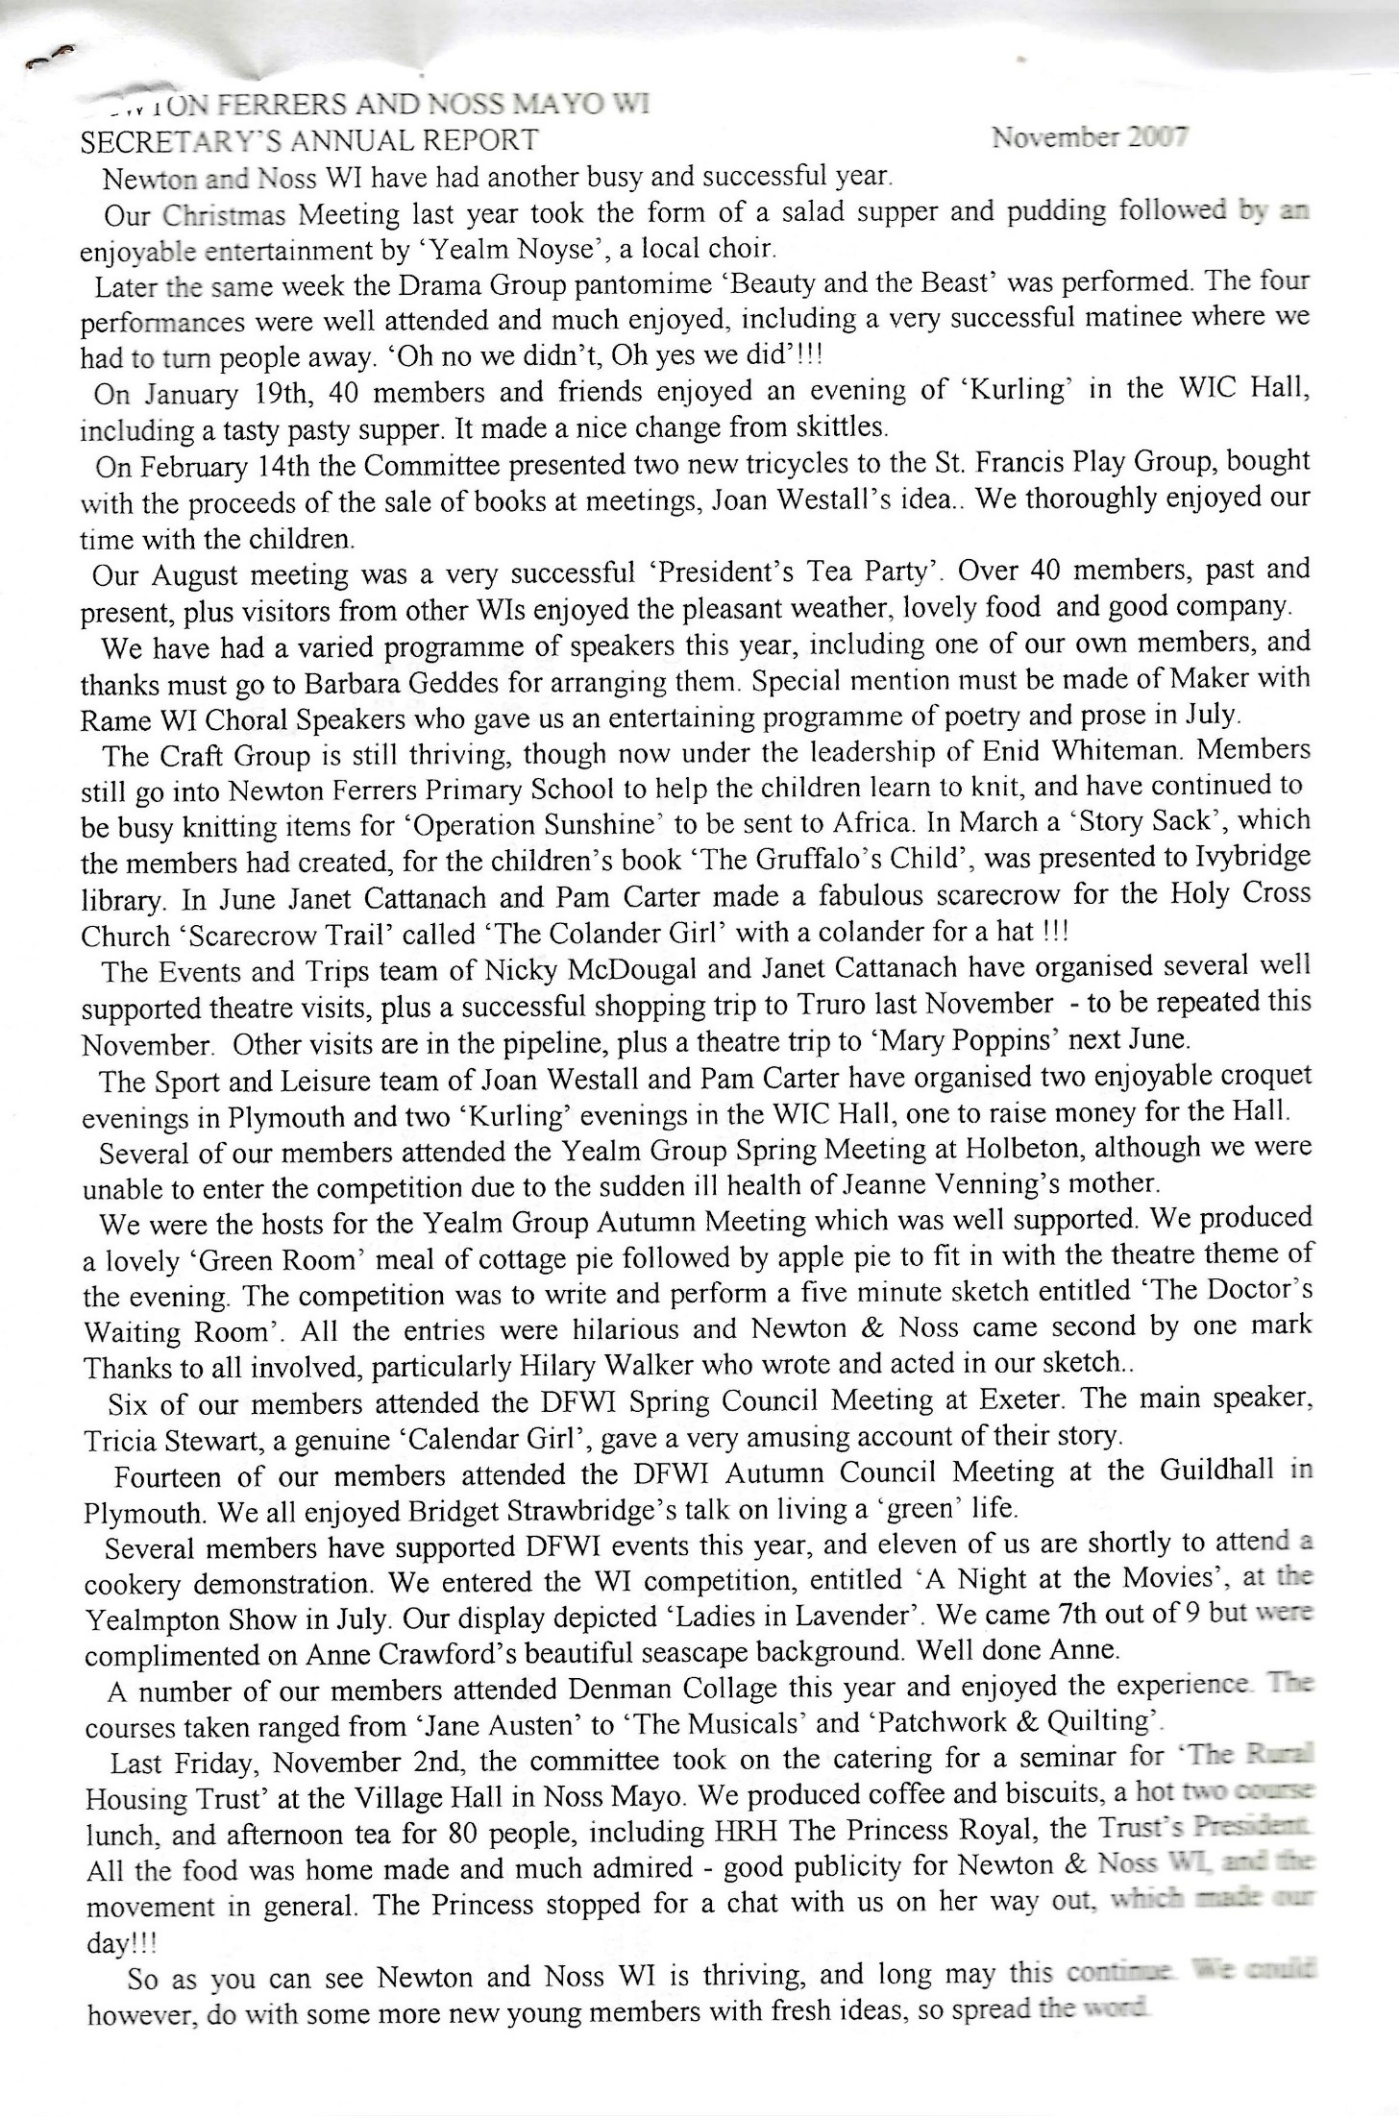 NEWTON FERRERS AND NOSS MAYO WI
SECRETARY'S ANNUAL REPORT November 2007
Newton and Noss WI have had another busy and successful year.
Our Christmas Meeting last year took the form of a salad supper and pudding followed by an
enjoyable entertainment by ‘Yealm Noyse’, a local choir.
Later the same week the Drama Group pantomime ‘Beauty and the Beast’ was performed. The four
performances were well attended and much enjoyed, including a very successful matinee where we
had to turn people away. ‘Oh no we didn’t, Oh yes we did’!!!
On January 19th, 40 members and friends enjoyed an evening of ‘Kurling’ in the WIC Hall,
including a tasty pasty supper. It made a nice change from skittles.
On February 14th the Committee presented two new tricycles to the St. Francis Play Group, bought
with the proceeds of the sale of books at meetings, Joan Westall’s idea.. We thoroughly enjoyed our
time with the children.
Our August meeting was a very successful ‘President’s Tea Party’. Over 40 members, past and
present, plus visitors from other WIs enjoyed the pleasant weather, lovely food and good company.
We have had a varied programme of speakers this year, including one of our own members, and
thanks must go to Barbara Geddes for arranging them. Special mention must be made of Maker with
Rame WI Choral Speakers who gave us an entertaining programme of poetry and prose in July.
The Craft Group is still thriving, though now under the leadership of Enid Whiteman. Members
still go into Newton Ferrers Primary School to help the children learn to knit, and have continued to
be busy knitting items for ‘Operation Sunshine’ to be sent to Africa. In March a ‘Story Sack’, which
the members had created, for the children’s book ‘The Gruffalo’s Child’, was presented to Ivybridge
library. In June Janet Cattanach and Pam Carter made a fabulous scarecrow for the Holy Cross
Church ‘Scarecrow Trail’ called ‘The Colander Girl’ with a colander for a hat !!!
The Events and Trips team of Nicky McDougal and Janet Cattanach have organised several well
supported theatre visits, plus a successful shopping trip to Truro last November - to be repeated this
November. Other visits are in the pipeline, plus a theatre trip to ‘Mary Poppins’ next June.
The Sport and Leisure team of Joan Westall and Pam Carter have organised two enjoyable croquet
evenings in Plymouth and two ‘Kurling’ evenings in the WIC Hall, one to raise money for the Hall.
Several of our members attended the Yealm Group Spring Meeting at Holbeton, although we were
unable to enter the competition due to the sudden ill health of Jeanne Venning’s mother.
We were the hosts for the Yealm Group Autumn Meeting which was well supported. We produced
a lovely ‘Green Room’ meal of cottage pie followed by apple pie to fit in with the theatre theme of
the evening. The competition was to write and perform a five minute sketch entitled ‘The Doctor’s
Waiting Room’. All the entries were hilarious and Newton & Noss came second by one mark
Thanks to all involved, particularly Hilary Walker who wrote and acted in our sketch..
Six of our members attended the DFWI Spring Council Meeting at Exeter. The main speaker,
Tricia Stewart, a genuine ‘Calendar Girl’, gave a very amusing account of their story.
Fourteen of our members attended the DFWI Autumn Council Meeting at the Guildhall in
Plymouth. We all enjoyed Bridget Strawbridge’s talk on living a ‘green’ life.
Several members have supported DFWI events this year, and eleven of us are shortly to attend a
cookery demonstration. We entered the WI competition, entitled ‘A Night at the Movies’, at the
Yealmpton Show in July. Our display depicted ‘Ladies in Lavender’. We came 7th out of 9 but were
complimented on Anne Crawford’s beautiful seascape background. Well done Anne.
A number of our members attended Denman Collage this year and enjoyed the experience. The
courses taken ranged from ‘Jane Austen’ to ‘The Musicals’ and ‘Patchwork & Quilting’.
Last Friday, November 2nd, the committee took on the catering for a seminar for ‘The Rural
Housing Trust’ at the Village Hall in Noss Mayo. We produced coffee and biscuits, a hot two course
lunch, and afternoon tea for 80 people, including HRH The Princess Royal, the Trust’s President.
All the food was home made and much admired - good publicity for Newton & Noss WI, and the
movement in general. The Princess stopped for a chat with us on her way out, which made our
day!!!
So as you can see Newton and Noss WI is thriving, and long may this continue. We could
however, do with some more new young members with fresh ideas, so spread the word.